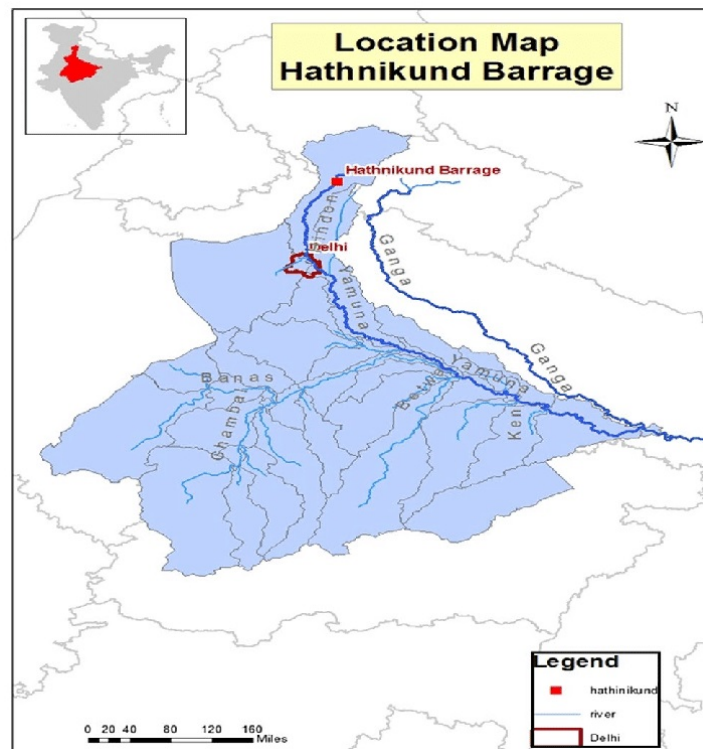 Location Map
Hathnikund Barrage
N
Hathnikund Barrage
Hindon
Delhi
Ganga
Yamuna
Ganga
Yamuna
Banas
Betwa
Chambal
Ken
Legend
hathinikund
river
Delhi
0 20 40 80 120 160
Miles